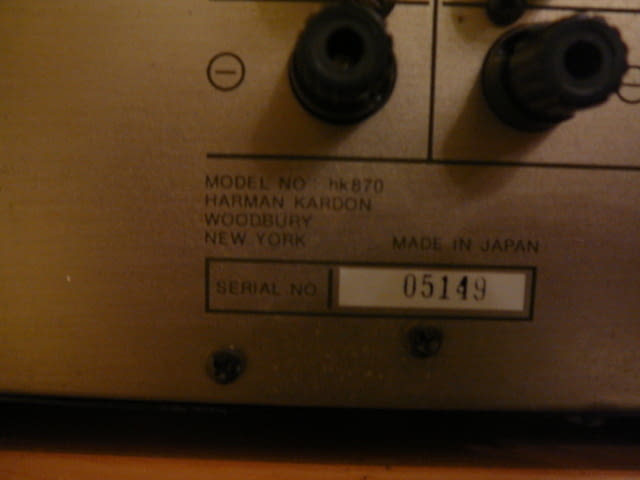 MODEL NO : hk870
HARMAN KARDON
WOODBURY
NEW YORK
MADE IN JAPAN
SERIAL NO
05149